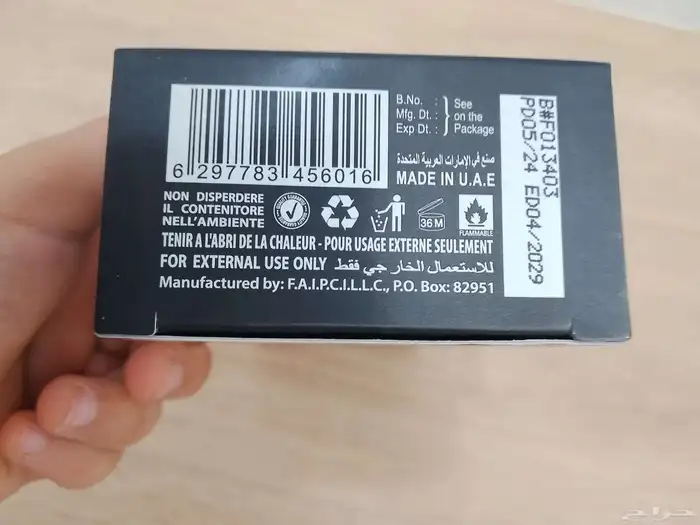 6 297783 456016
B.No. :
Mfg. Dt. :
Exp Dt. :
See
on the
Package
صنع في الإمارات العربية المتحدة
MADE IN U.A.E
B#F013403
PD05/24 ED04/2029
NON DISPERDERE
IL CONTENITORE
NELL'AMBIENTE
36 M
FLAMMABLE
TENIR A L'ABRI DE LA CHALEUR - POUR USAGE EXTERNE SEULEMENT
FOR EXTERNAL USE ONLY للاستعمال الخارجي فقط
Manufactured by: F.A.I.P.C.I.L.L.C., P.O. Box: 82951
حراج